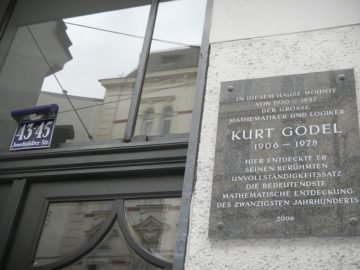 43-45
Josefstädter-Str.
IN DIESEM HAUSE WOHNTE
VON 1930 - 1937
DER GROSSE
MATHEMATIKER UND LOGIKER
KURT GÖDEL
1906 - 1978
HIER ENTDECKTE ER
SEINEN BERÜHMTEN
UNVOLLSTÄNDIGKEITSSATZ
DIE BEDEUTENDSTE
MATHEMATISCHE ENTDECKUNG
DES ZWANZIGSTEN JAHRHUNDERTS
2006